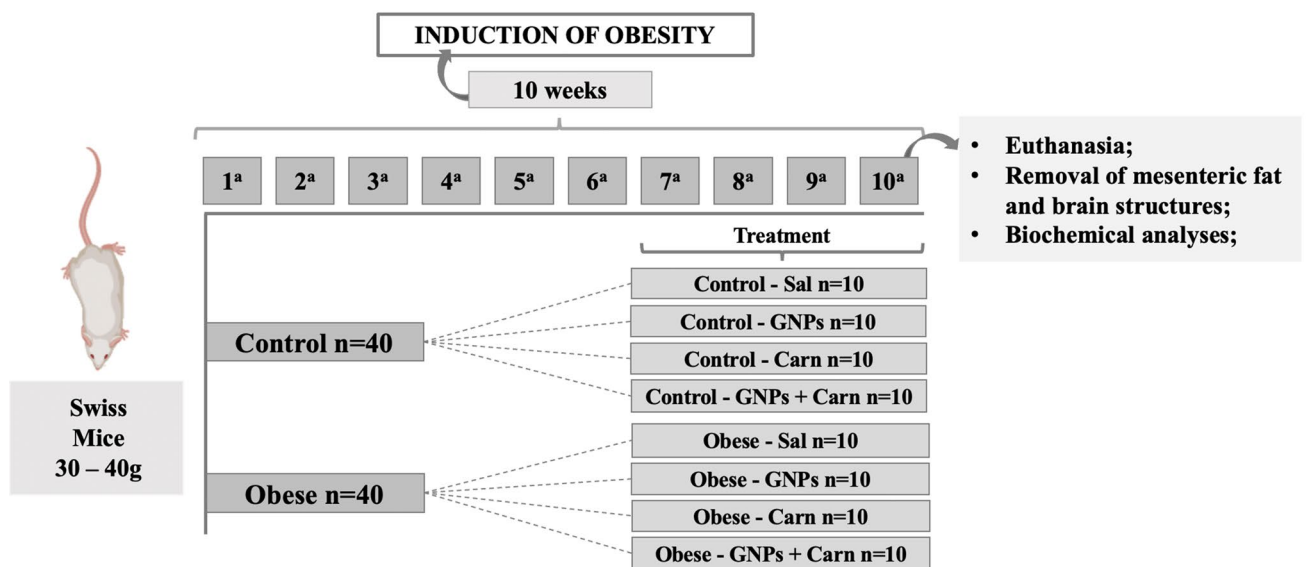 INDUCTION OF OBESITY
10 weeks
1ª 2ª 3ª 4ª 5ª 6ª 7ª 8ª 9ª 10ª
• Euthanasia;
• Removal of mesenteric fat
and brain structures;
• Biochemical analyses;
Treatment
Control - Sal n=10
Control - GNPs n=10
Control n=40
Control - Carn n=10
Control - GNPs + Carn n=10
Swiss
Mice
30 – 40g
Obese - Sal n=10
Obese - GNPs n=10
Obese n=40
Obese - Carn n=10
Obese - GNPs + Carn n=10